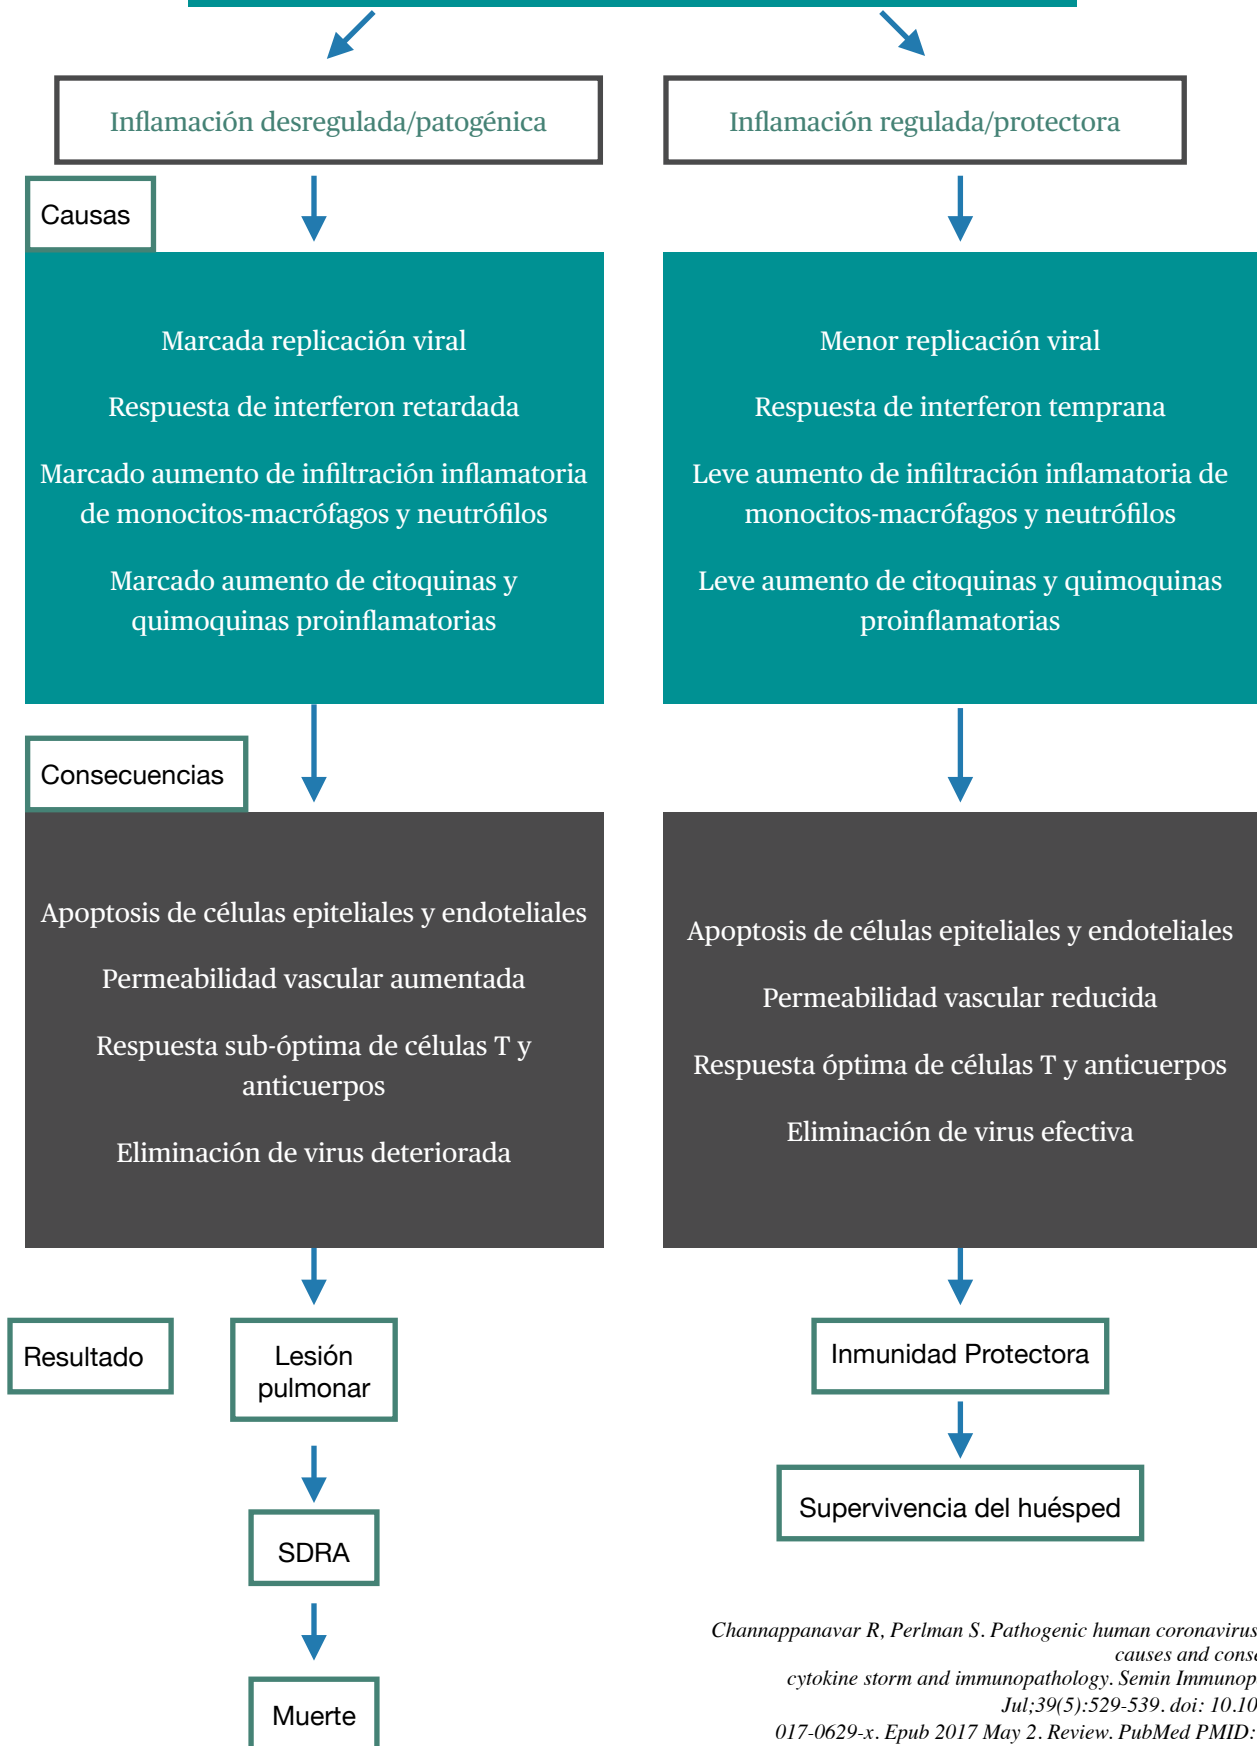 Inflamación desregulada/patogénica
Inflamación regulada/protectora
Causas
Marcada replicación viral
Respuesta de interferon retardada
Marcado aumento de infiltración inflamatoria
de monocitos-macrófagos y neutrófilos
Marcado aumento de citoquinas y
quimoquinas proinflamatorias
Menor replicación viral
Respuesta de interferon temprana
Leve aumento de infiltración inflamatoria de
monocitos-macrófagos y neutrófilos
Leve aumento de citoquinas y quimoquinas
proinflamatorias
Consecuencias
Apoptosis de células epiteliales y endoteliales
Permeabilidad vascular aumentada
Respuesta sub-óptima de células T y
anticuerpos
Eliminación de virus deteriorada
Apoptosis de células epiteliales y endoteliales
Permeabilidad vascular reducida
Respuesta óptima de células T y anticuerpos
Eliminación de virus efectiva
Resultado
Lesión
pulmonar
SDRA
Muerte
Inmunidad Protectora
Supervivencia del huésped
Channappanavar R, Perlman S. Pathogenic human coronavirus
causes and conse
cytokine storm and immunopathology. Semin Immunop
Jul;39(5):529-539. doi: 10.10
017-0629-x. Epub 2017 May 2. Review. PubMed PMID: